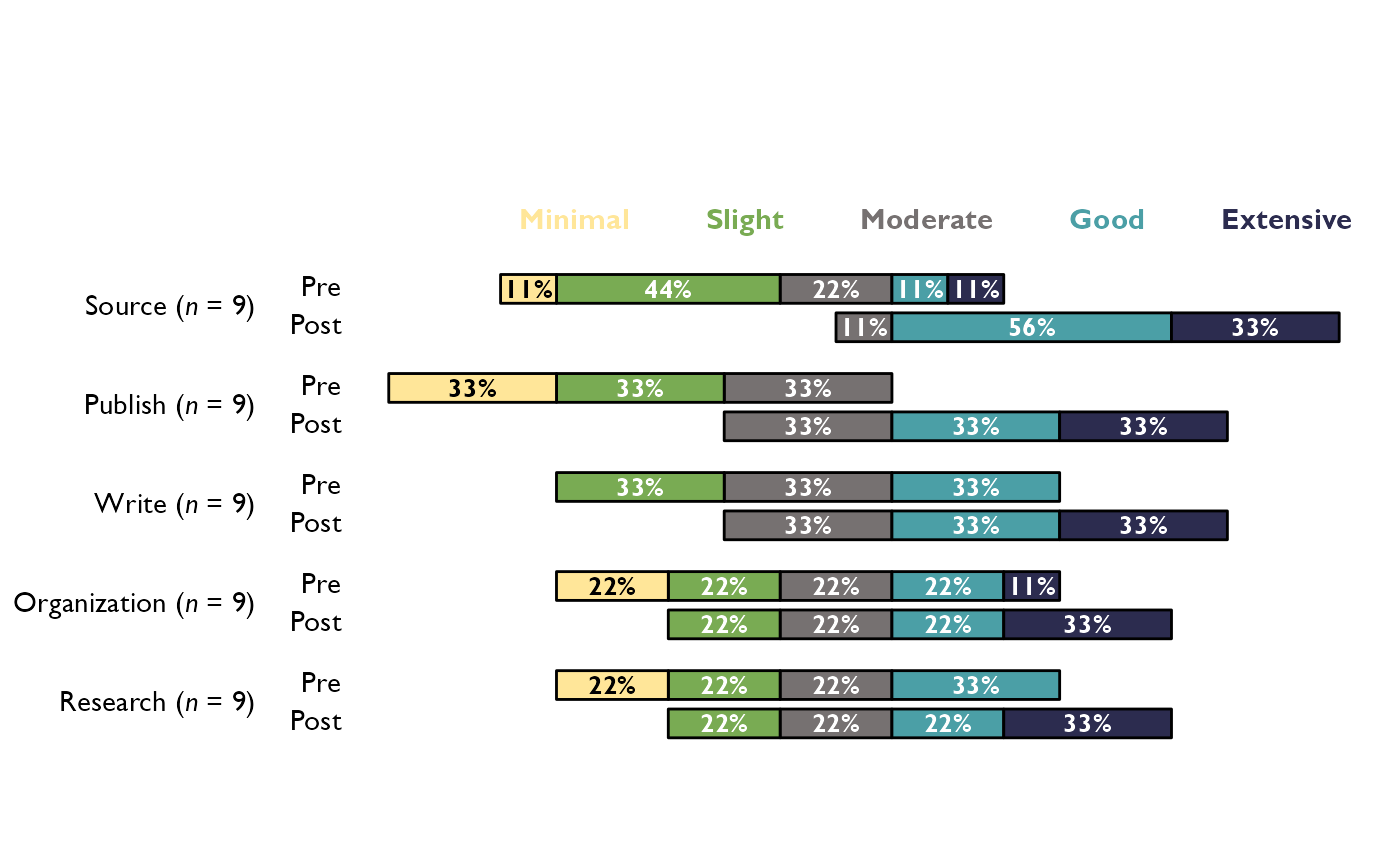 Minimal Slight Moderate Good Extensive
Source (n = 9)
Pre 11% 44% 22% 11% 11%
Post 11% 56% 33%
Publish (n = 9)
Pre 33% 33% 33%
Post 33% 33% 33%
Write (n = 9)
Pre 33% 33% 33%
Post 33% 33% 33%
Organization (n = 9)
Pre 22% 22% 22% 22% 11%
Post 22% 22% 22% 33%
Research (n = 9)
Pre 22% 22% 22% 33%
Post 22% 22% 22% 33%